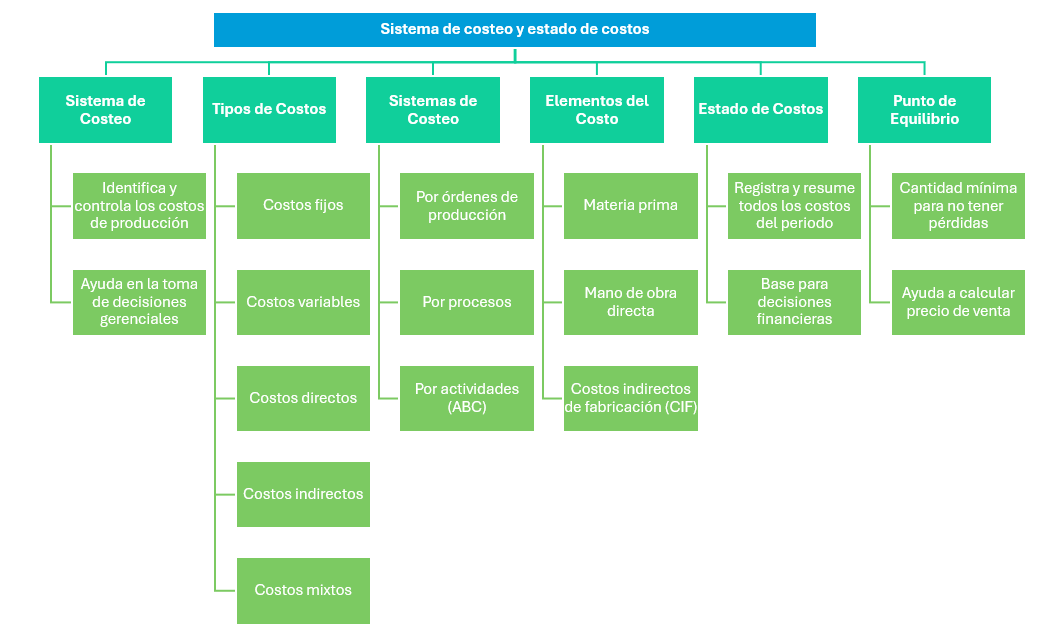 Sistema de costeo y estado de costos
Sistema de
Costeo
Identifica y
controla los costos
de producción
Ayuda en la toma
de decisiones
gerenciales
Tipos de Costos
Costos fijos
Costos variables
Costos directos
Costos indirectos
Costos mixtos
Sistemas de
Costeo
Por órdenes de
producción
Por procesos
Por actividades
(ABC)
Elementos del
Costo
Materia prima
Mano de obra
directa
Costos indirectos
de fabricación (CIF)
Estado de Costos
Registra y resume
todos los costos
del periodo
Base para
decisiones
financieras
Punto de
Equilibrio
Cantidad mínima
para no tener
pérdidas
Ayuda a calcular
precio de venta